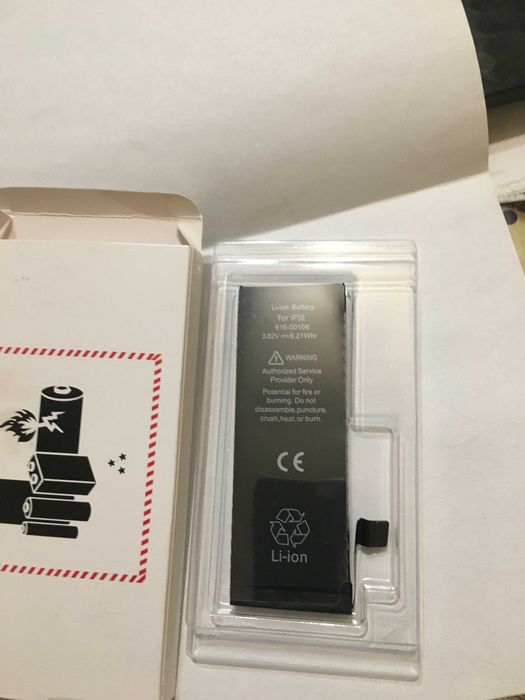 Li-ion Battery
For iPSE
616-00106
3.82V⎓6.21Whr
WARNING
Authorized Service
Provider Only
Potential for fire or
burning. Do not
disassemble,puncture,
crush,heat,or burn.
CE
Li-ion